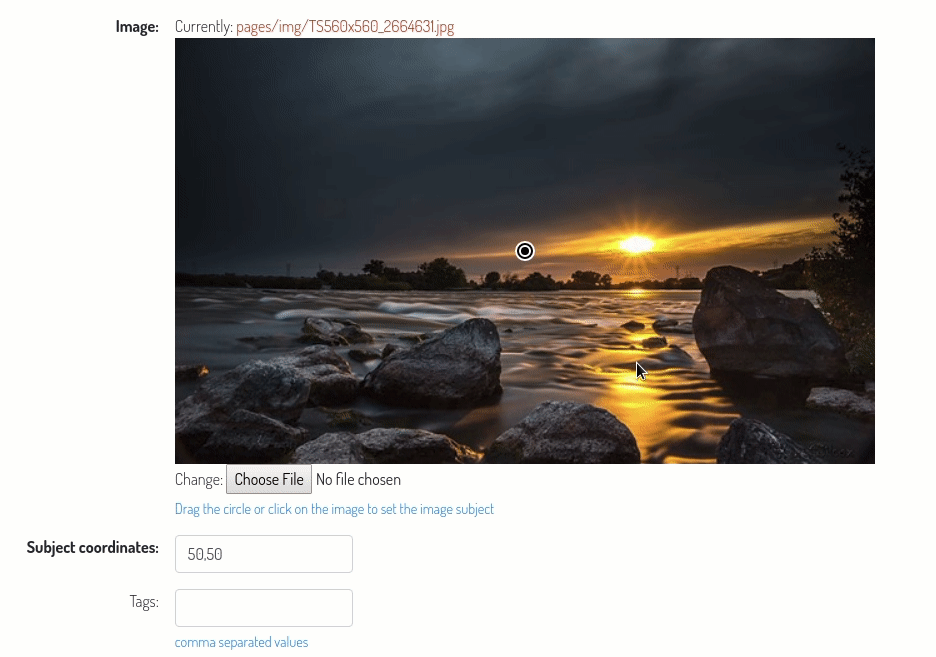 Image: Currently: pages/img/TS560x560_2664631.jpg
Change: Choose File No file chosen
Drag the circle or click on the image to set the image subject
Subject coordinates: 50,50
Tags:
comma separated values